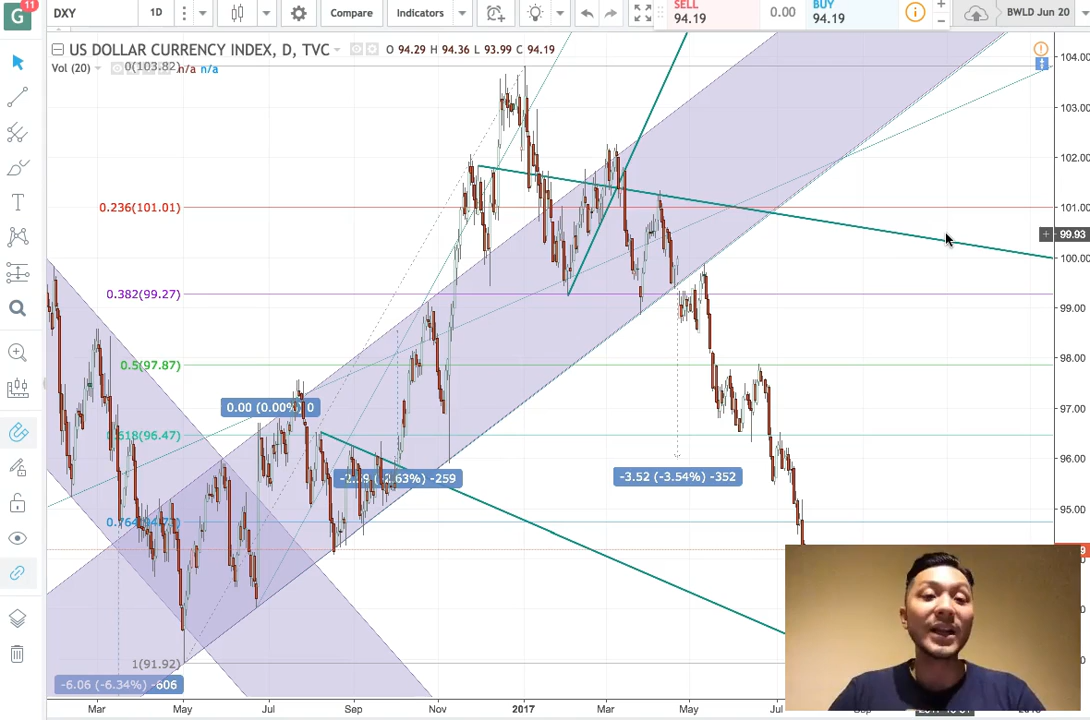 G
11
DXY
1D
Compare
Indicators
SELL
94.19
0.00
BUY
94.19
BWLD Jun 20
US DOLLAR CURRENCY INDEX, D, TVC
O 94.29 H 94.36 L 93.99 C 94.19
Vol (20)
n/a n/a
0(103.82)
0.236(101.01)
0.382(99.27)
0.5(97.87)
0.618(96.47)
1(91.92)
0.00 (0.00%) 0
-259
-3.52 (-3.54%) -352
-6.06 (-6.34%) -606
104.00
103.00
102.00
101.00
99.93
100.00
99.00
98.00
97.00
96.00
95.00
Mar
May
Jul
Sep
Nov
2017
Mar
May
Jul